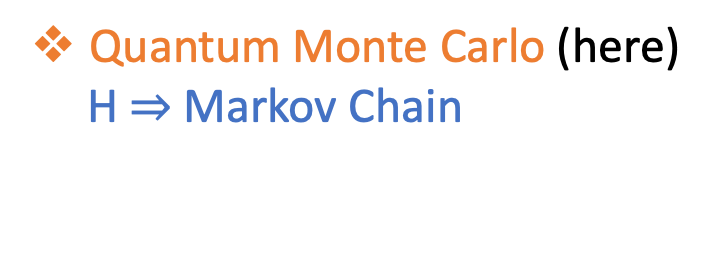 ❖ Quantum Monte Carlo (here)
H ⇒ Markov Chain